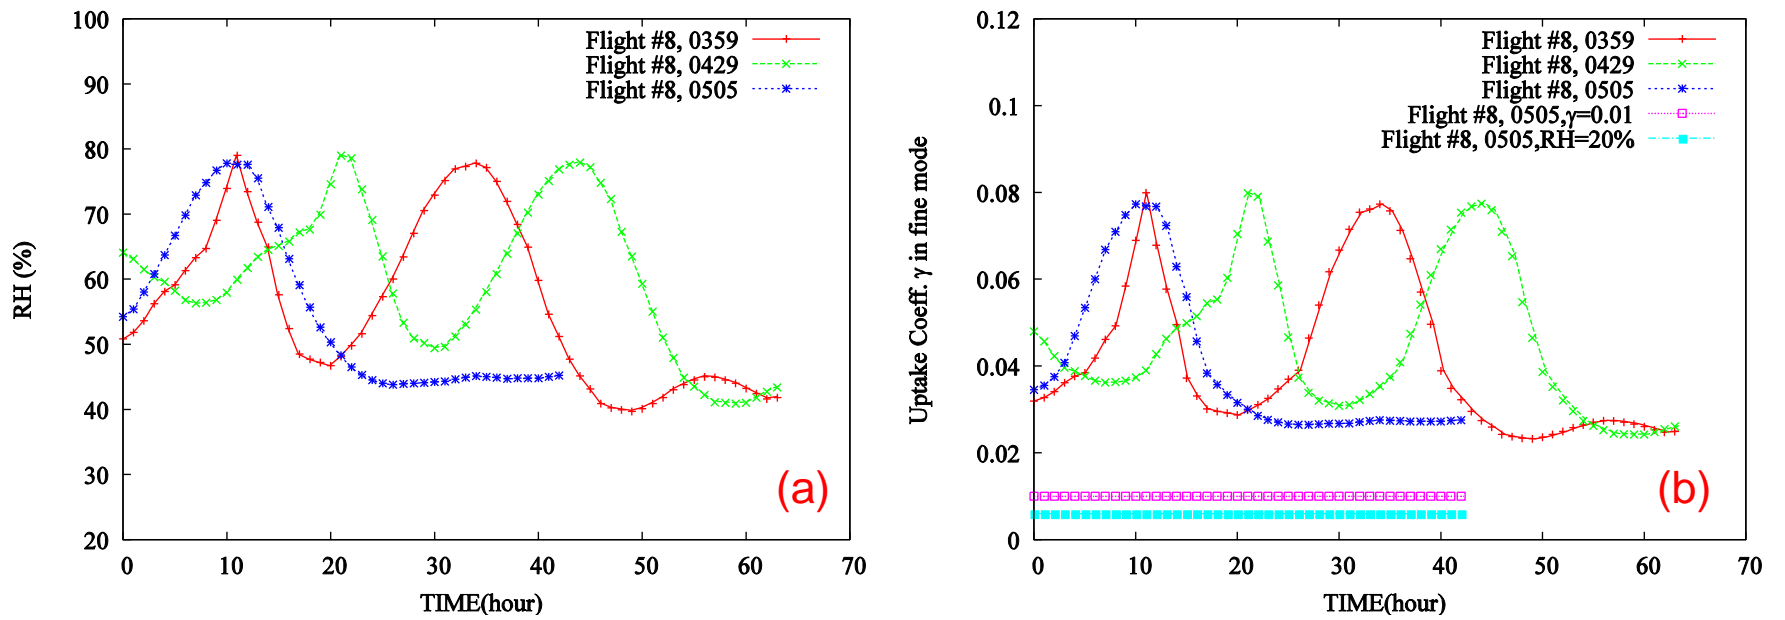 100
90
80
70
60
50
40
30
20
0
10
20
30
40
50
60
70
RH (%)
TIME(hour)
Flight #8, 0359
Flight #8, 0429
Flight #8, 0505
(a)
0.12
0.1
0.08
0.06
0.04
0.02
0
0
10
20
30
40
50
60
70
Uptake Coeff. γ in fine mode
TIME(hour)
Flight #8, 0359
Flight #8, 0429
Flight #8, 0505
Flight #8, 0505,γ=0.01
Flight #8, 0505,RH=20%
(b)